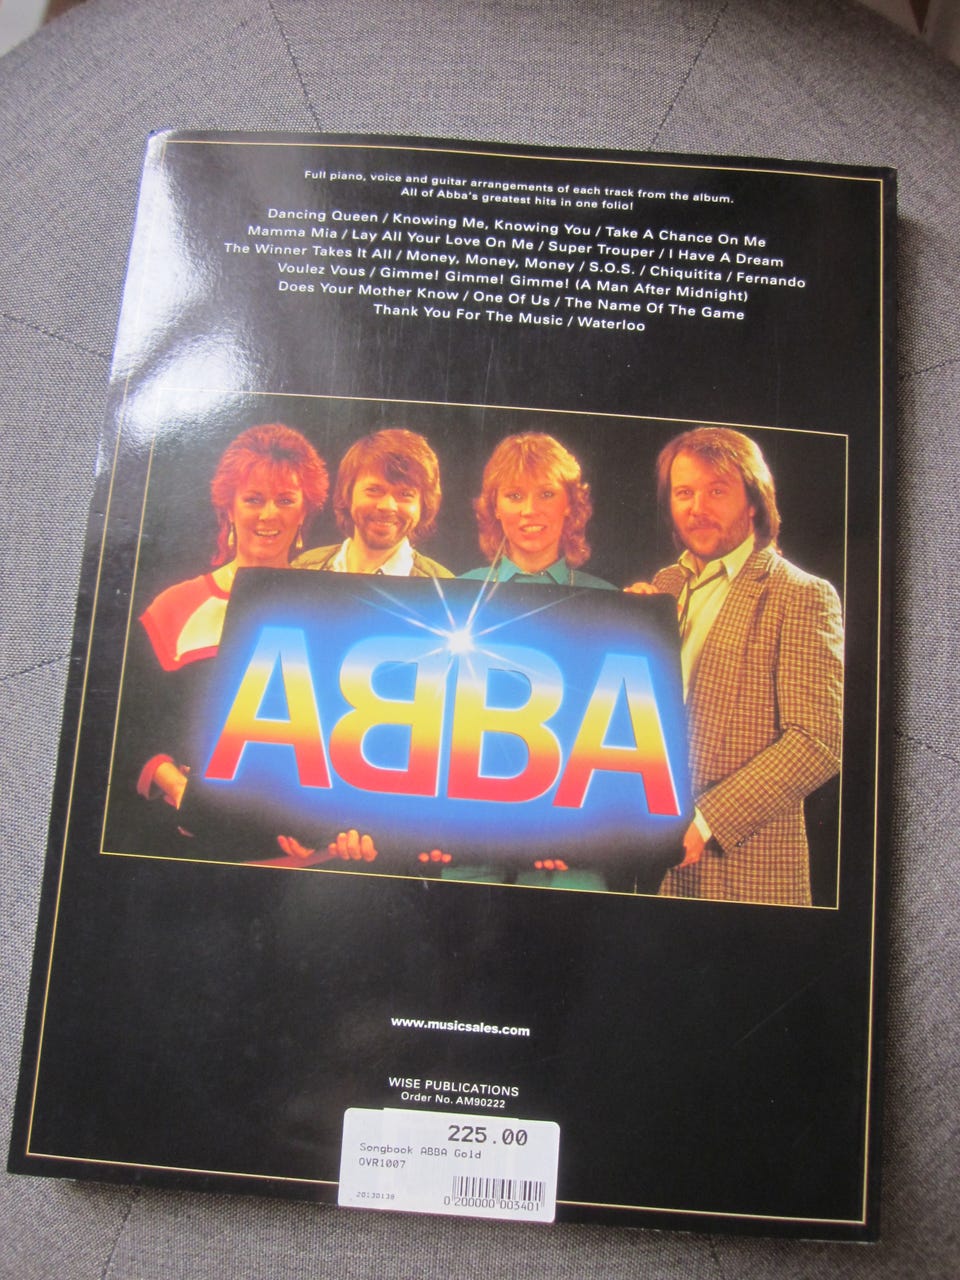 Full piano, voice and guitar arrangements of each track from the album.
All of Abba's greatest hits in one folio!
Dancing Queen / Knowing Me, Knowing You / Take A Chance On Me
Mamma Mia / Lay All Your Love On Me / Super Trouper / I Have A Dream
The Winner Takes It All / Money, Money, Money / S.O.S. / Chiquitita / Fernando
Voulez Vous / Gimme! Gimme! Gimme! (A Man After Midnight)
Does Your Mother Know / One Of Us / The Name Of The Game
Thank You For The Music / Waterloo
ABBA
www.musicsales.com
WISE PUBLICATIONS
Order No. AM90222
225.00
Songbook ABBA Gold
OVR1007
20130138
0 200000 003401